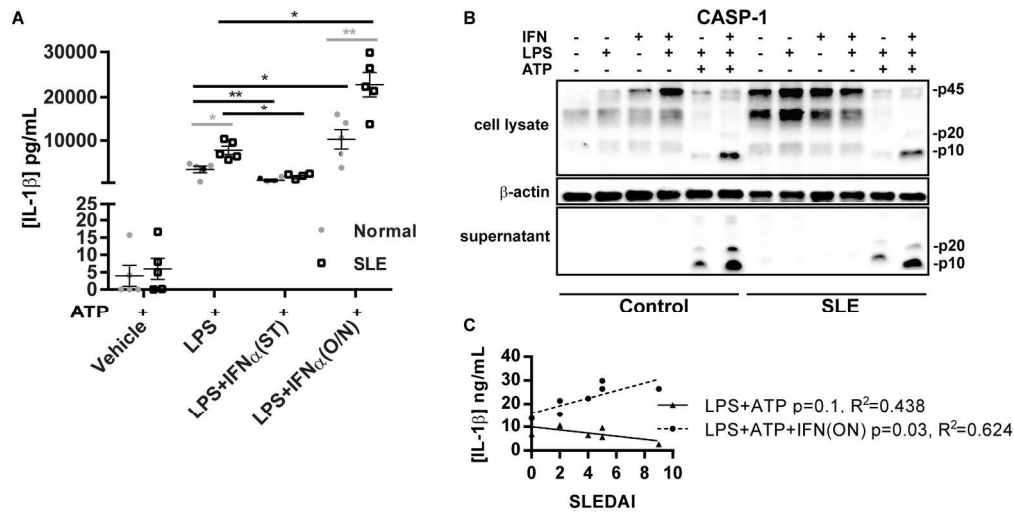 A
[IL-1β] pg/mL
30000
20000
10000
25
20
15
10
5
0
*
**
*
**
*
*
Normal
SLE
ATP + + + +
Vehicle
LPS
LPS+IFNα(ST)
LPS+IFNα(O/N)
B
CASP-1
IFN - - + + - + - - + + - +
LPS - + - + + + - + - + + +
ATP - - - - + + - - - - + +
cell lysate
-p45
-p20
-p10
β-actin
supernatant
-p20
-p10
Control
SLE
C
[IL-1β] ng/mL
40
30
20
10
0
0 2 4 6 8 10
SLEDAI
LPS+ATP p=0.1, R²=0.438
LPS+ATP+IFN(ON) p=0.03, R²=0.624